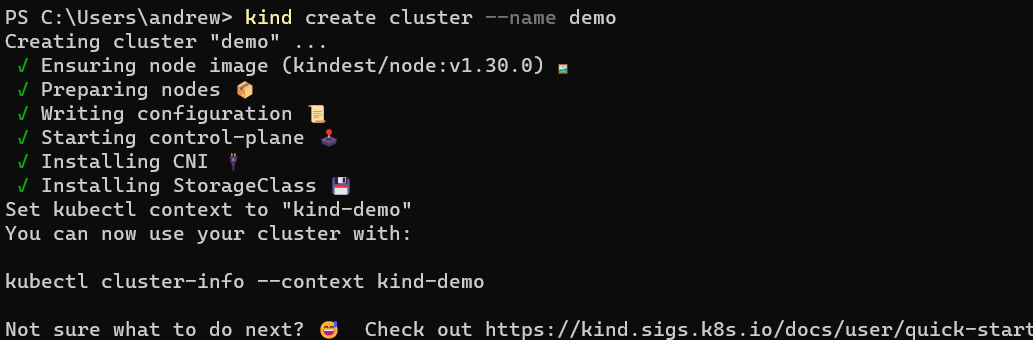 PS C:\Users\andrew> kind create cluster --name demo
Creating cluster "demo" ...
✓ Ensuring node image (kindest/node:v1.30.0) 🖼
✓ Preparing nodes 📦
✓ Writing configuration 📜
✓ Starting control-plane 🕹️
✓ Installing CNI 🔌
✓ Installing StorageClass 💾
Set kubectl context to "kind-demo"
You can now use your cluster with:
kubectl cluster-info --context kind-demo
Not sure what to do next? 😅 Check out https://kind.sigs.k8s.io/docs/user/quick-start